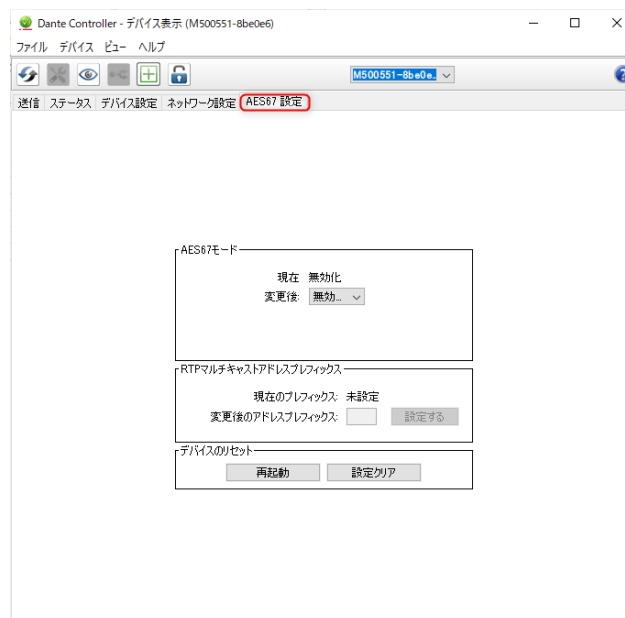 Dante Controller - デバイス表示 (M500551-8be0e6)
ファイル デバイス ビュー ヘルプ
M500551-8be0e..
送信 ステータス デバイス設定 ネットワーク設定 AES67 設定
AES67モード
現在 無効化
変更後: 無効...
RTPマルチキャストアドレスプレフィックス
現在のプレフィックス: 未設定
変更後のアドレスプレフィックス: 設定する
デバイスのリセット
再起動 設定クリア